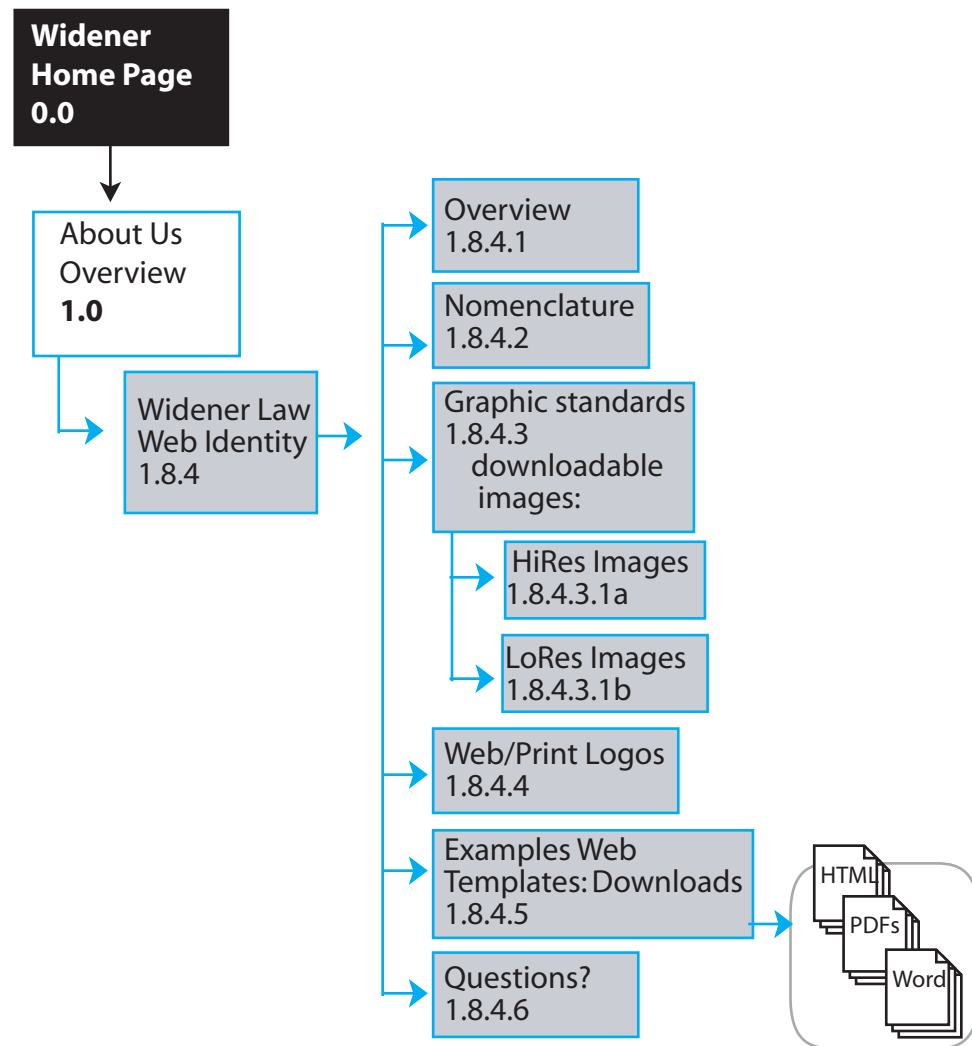 Widener
Home Page
0.0
About Us
Overview
1.0
Widener Law
Web Identity
1.8.4
Overview
1.8.4.1
Nomenclature
1.8.4.2
Graphic standards
1.8.4.3
downloadable
images:
HiRes Images
1.8.4.3.1a
LoRes Images
1.8.4.3.1b
Web/Print Logos
1.8.4.4
Examples Web
Templates: Downloads
1.8.4.5
HTML
PDFs
Word
Questions?
1.8.4.6